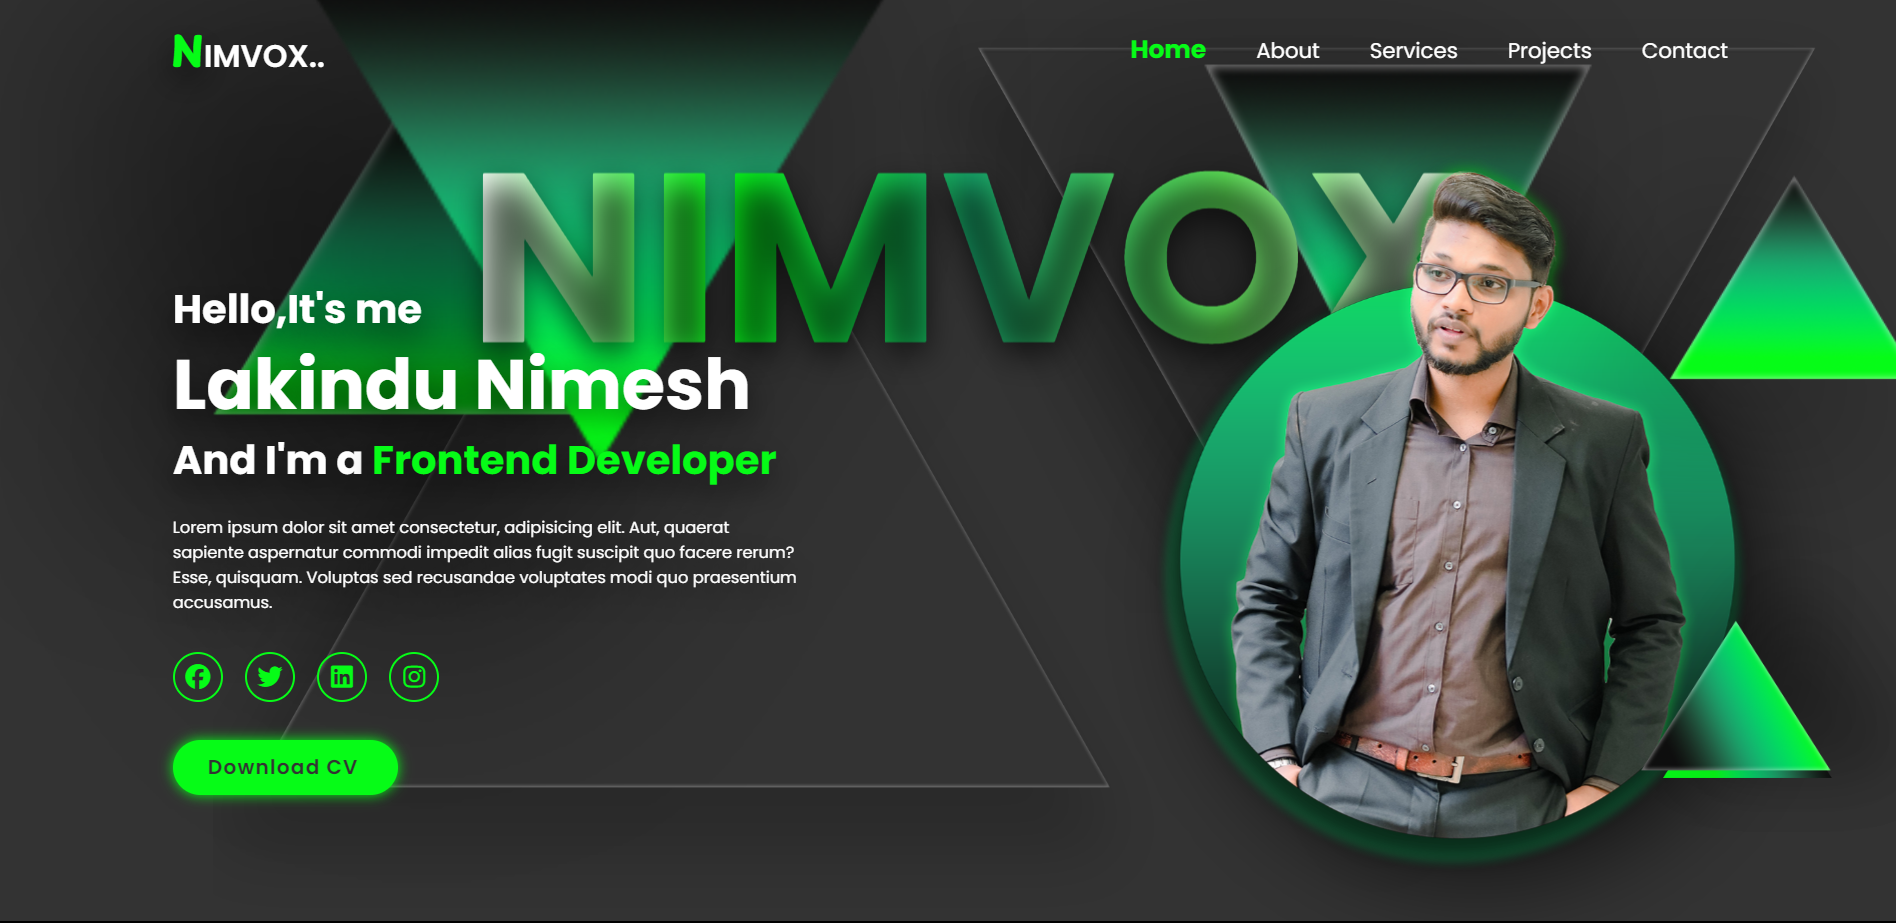 NIMVOX..
Home About Services Projects Contact
NIMVOX
Hello,It's me
Lakindu Nimesh
And I'm a Frontend Developer
Lorem ipsum dolor sit amet consectetur, adipisicing elit. Aut, quaerat
sapiente aspernatur commodi impedit alias fugit suscipit quo facere rerum?
Esse, quisquam. Voluptas sed recusandae voluptates modi quo praesentium
accusamus.
Download CV